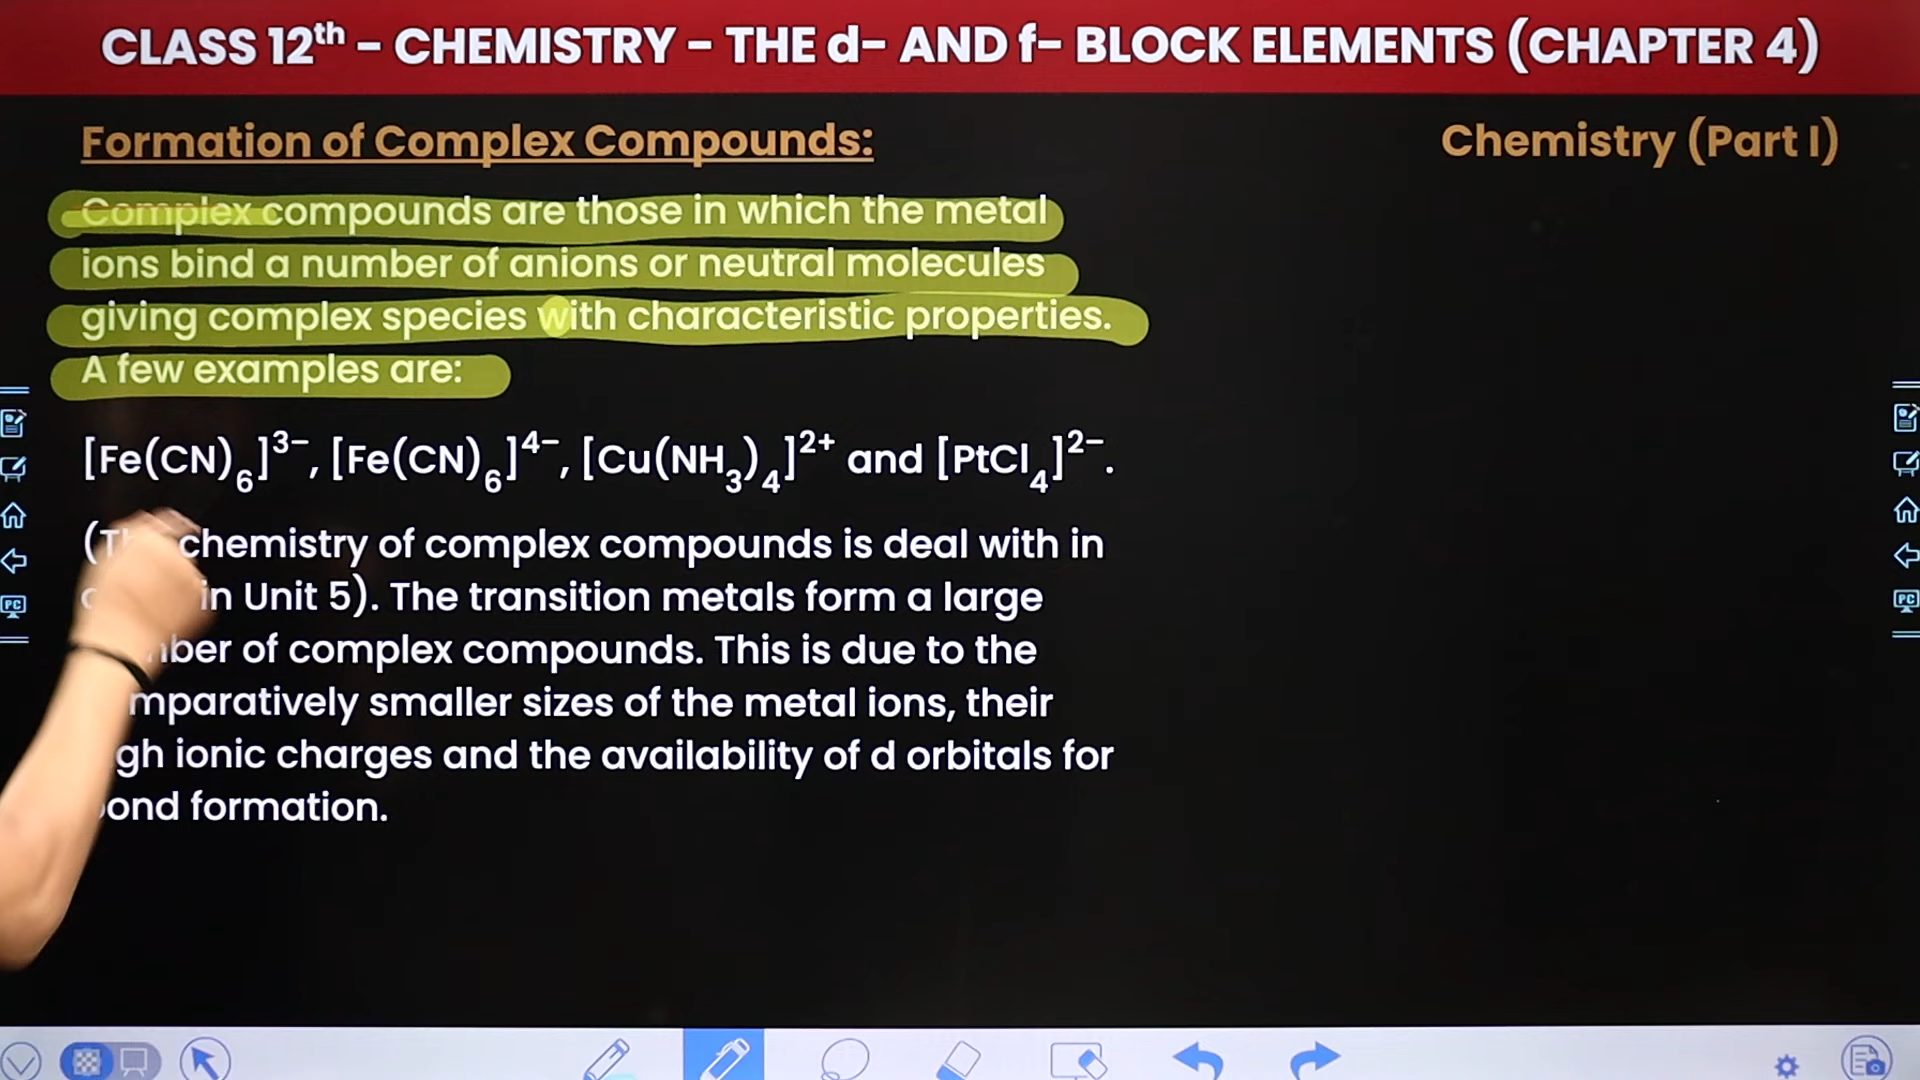 CLASS 12th - CHEMISTRY - THE d- AND f- BLOCK ELEMENTS (CHAPTER 4)
Formation of Complex Compounds:
Chemistry (Part I)
Complex compounds are those in which the metal
ions bind a number of anions or neutral molecules
giving complex species with characteristic properties.
A few examples are:
[Fe(CN)6]3−, [Fe(CN)6]4−, [Cu(NH3)4]2+ and [PtCl4]2−.
chemistry of complex compounds is deal with in
in Unit 5). The transition metals form a large
of complex compounds. This is due to the
smaller sizes of the metal ions, their
ionic charges and the availability of d orbitals for
formation.
PC
PC